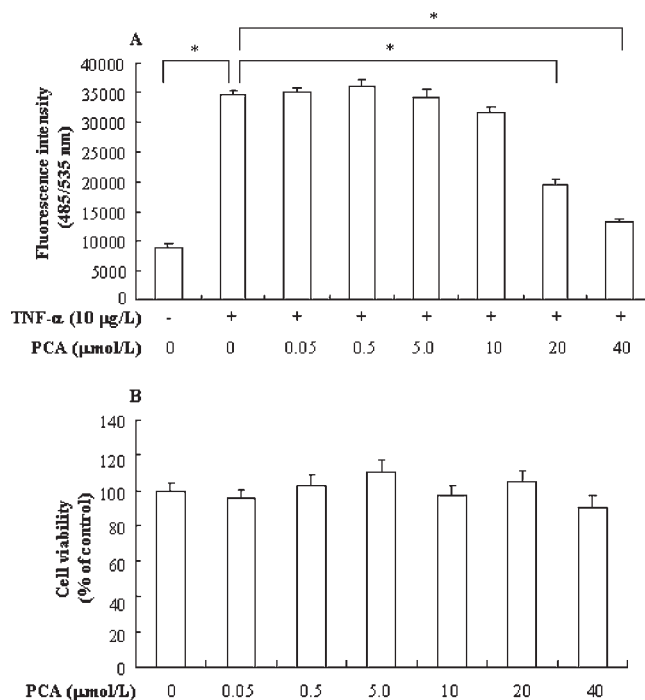 *
A
*
*
40000
35000
30000
25000
20000
15000
10000
5000
0
Fluorescence intensity
(485/535 nm)
TNF-α (10 µg/L) - + + + + + + +
PCA (µmol/L) 0 0 0.05 0.5 5.0 10 20 40
B
140
120
100
80
60
40
20
0
Cell viability
(% of control)
PCA (µmol/L) 0 0.05 0.5 5.0 10 20 40